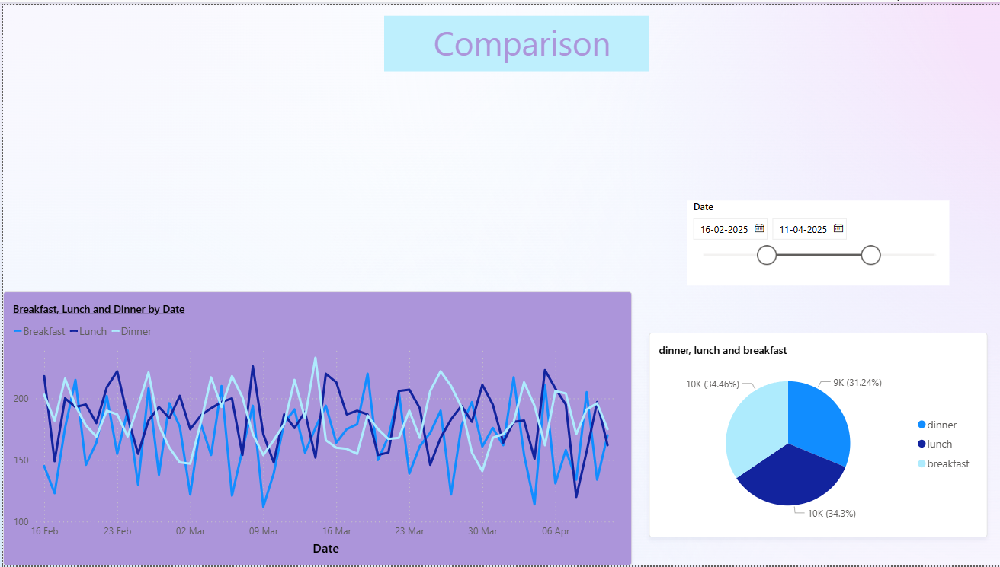 Comparison
Date
16-02-2025 11-04-2025
Breakfast, Lunch and Dinner by Date
Breakfast Lunch Dinner
200
150
100
16 Feb 23 Feb 02 Mar 09 Mar 16 Mar 23 Mar 30 Mar 06 Apr
Date
dinner, lunch and breakfast
10K (34.46%)
9K (31.24%)
10K (34.3%)
dinner
lunch
breakfast